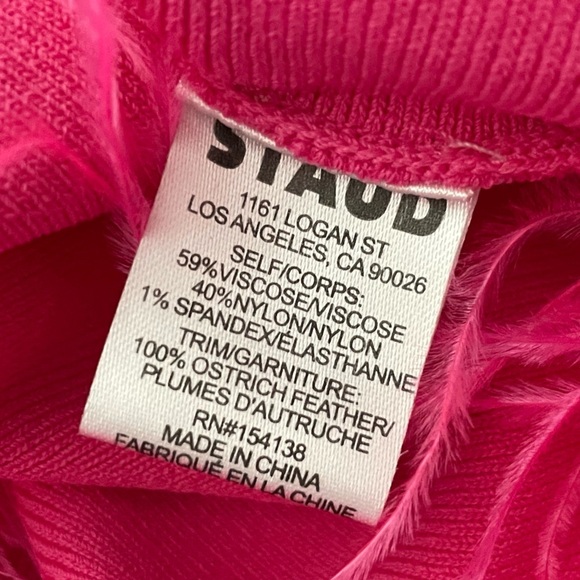 STAUD
1161 LOGAN ST
LOS ANGELES, CA 90026
SELF/CORPS:
59%VISCOSE/VISCOSE
40%NYLON/NYLON
1% SPANDEX/ÉLASTHANNE
TRIM/GARNITURE:
100% OSTRICH FEATHER/
PLUMES D'AUTRUCHE
RN#154138
MADE IN CHINA
FABRIQUÉ EN LA CHINE